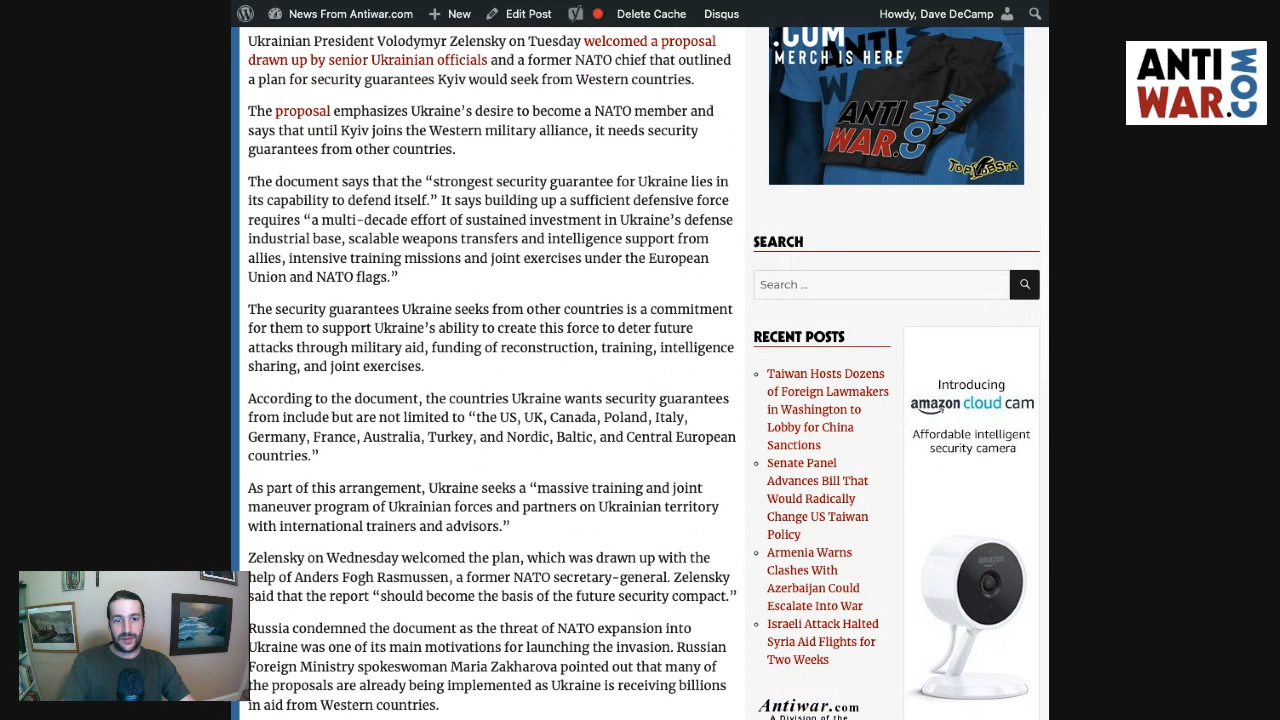 News From Antiwar.com
New
Edit Post
Delete Cache
Disqus
Howdy, Dave DeCamp
Ukrainian President Volodymyr Zelensky on Tuesday welcomed a proposal
drawn up by senior Ukrainian officials and a former NATO chief that outlined
a plan for security guarantees Kyiv would seek from Western countries.
The proposal emphasizes Ukraine’s desire to become a NATO member and
says that until Kyiv joins the Western military alliance, it needs security
guarantees from other countries.
The document says that the “strongest security guarantee for Ukraine lies in
its capability to defend itself.” It says building up a sufficient defensive force
requires “a multi-decade effort of sustained investment in Ukraine’s defense
industrial base, scalable weapons transfers and intelligence support from
allies, intensive training missions and joint exercises under the European
Union and NATO flags.”
The security guarantees Ukraine seeks from other countries is a commitment
for them to support Ukraine’s ability to create this force to deter future
attacks through military aid, funding of reconstruction, training, intelligence
sharing, and joint exercises.
According to the document, the countries Ukraine wants security guarantees
from include but are not limited to “the US, UK, Canada, Poland, Italy,
Germany, France, Australia, Turkey, and Nordic, Baltic, and Central European
countries.”
As part of this arrangement, Ukraine seeks a “massive training and joint
maneuver program of Ukrainian forces and partners on Ukrainian territory
with international trainers and advisors.”
Zelensky on Wednesday welcomed the plan, which was drawn up with the
help of Anders Fogh Rasmussen, a former NATO secretary-general. Zelensky
said that the report “should become the basis of the future security compact.”
Russia condemned the document as the threat of NATO expansion into
Ukraine was one of its main motivations for launching the invasion. Russian
Foreign Ministry spokeswoman Maria Zakharova pointed out that many of
the proposals are already being implemented as Ukraine is receiving billions
in aid from Western countries.
.COM
MERCH IS HERE
ANTI
WAR.COM
TOPLOBSTA
SEARCH
Search ...
RECENT POSTS
Taiwan Hosts Dozens
of Foreign Lawmakers
in Washington to
Lobby for China
Sanctions
Senate Panel
Advances Bill That
Would Radically
Change US Taiwan
Policy
Armenia Warns
Clashes With
Azerbaijan Could
Escalate Into War
Israeli Attack Halted
Syria Aid Flights for
Two Weeks
Antiwar.com
A Division of the
Introducing
amazon cloud cam
Affordable intelligent
security camera
amazon
ANTI
WAR.COM